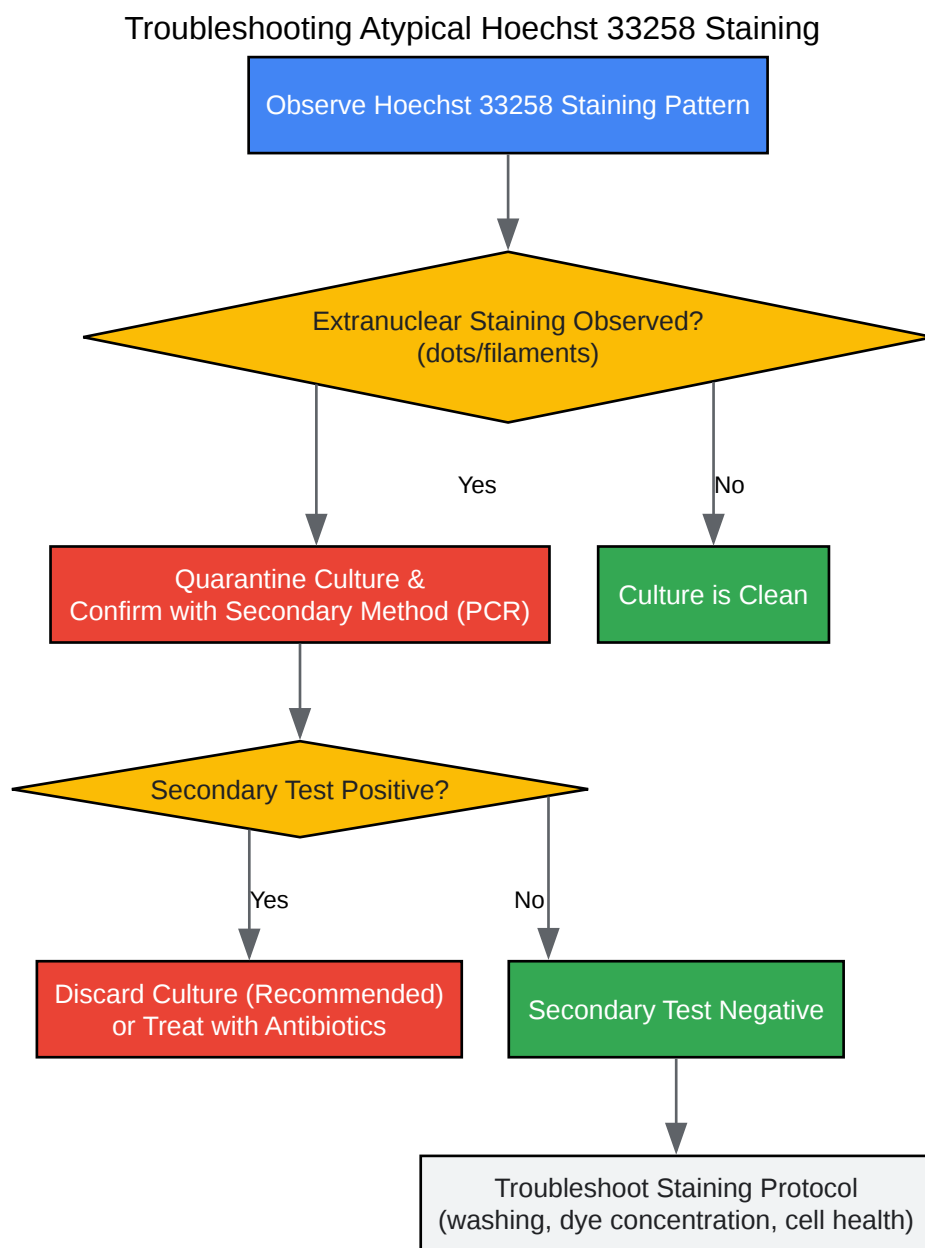 Troubleshooting Atypical Hoechst 33258 Staining
Observe Hoechst 33258 Staining Pattern
Extranuclear Staining Observed?
(dots/filaments)
Yes
No
Quarantine Culture &
Confirm with Secondary Method (PCR)
Culture is Clean
Secondary Test Positive?
Yes
No
Discard Culture (Recommended)
or Treat with Antibiotics
Secondary Test Negative
Troubleshoot Staining Protocol
(washing, dye concentration, cell health)